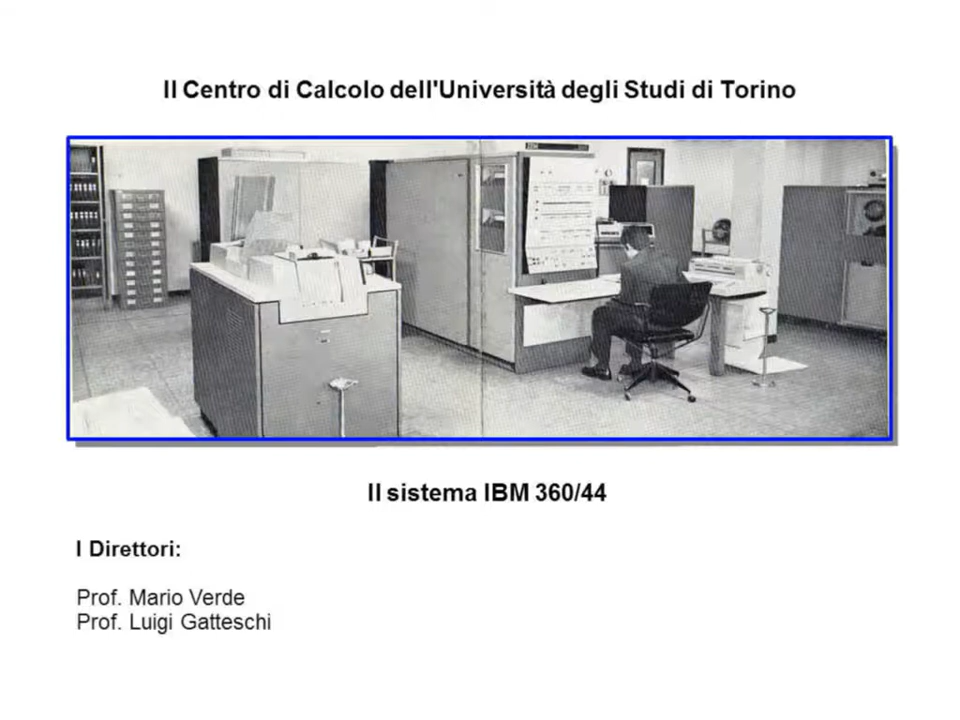 Il Centro di Calcolo dell'Università degli Studi di Torino
Il sistema IBM 360/44
I Direttori:
Prof. Mario Verde
Prof. Luigi Gatteschi